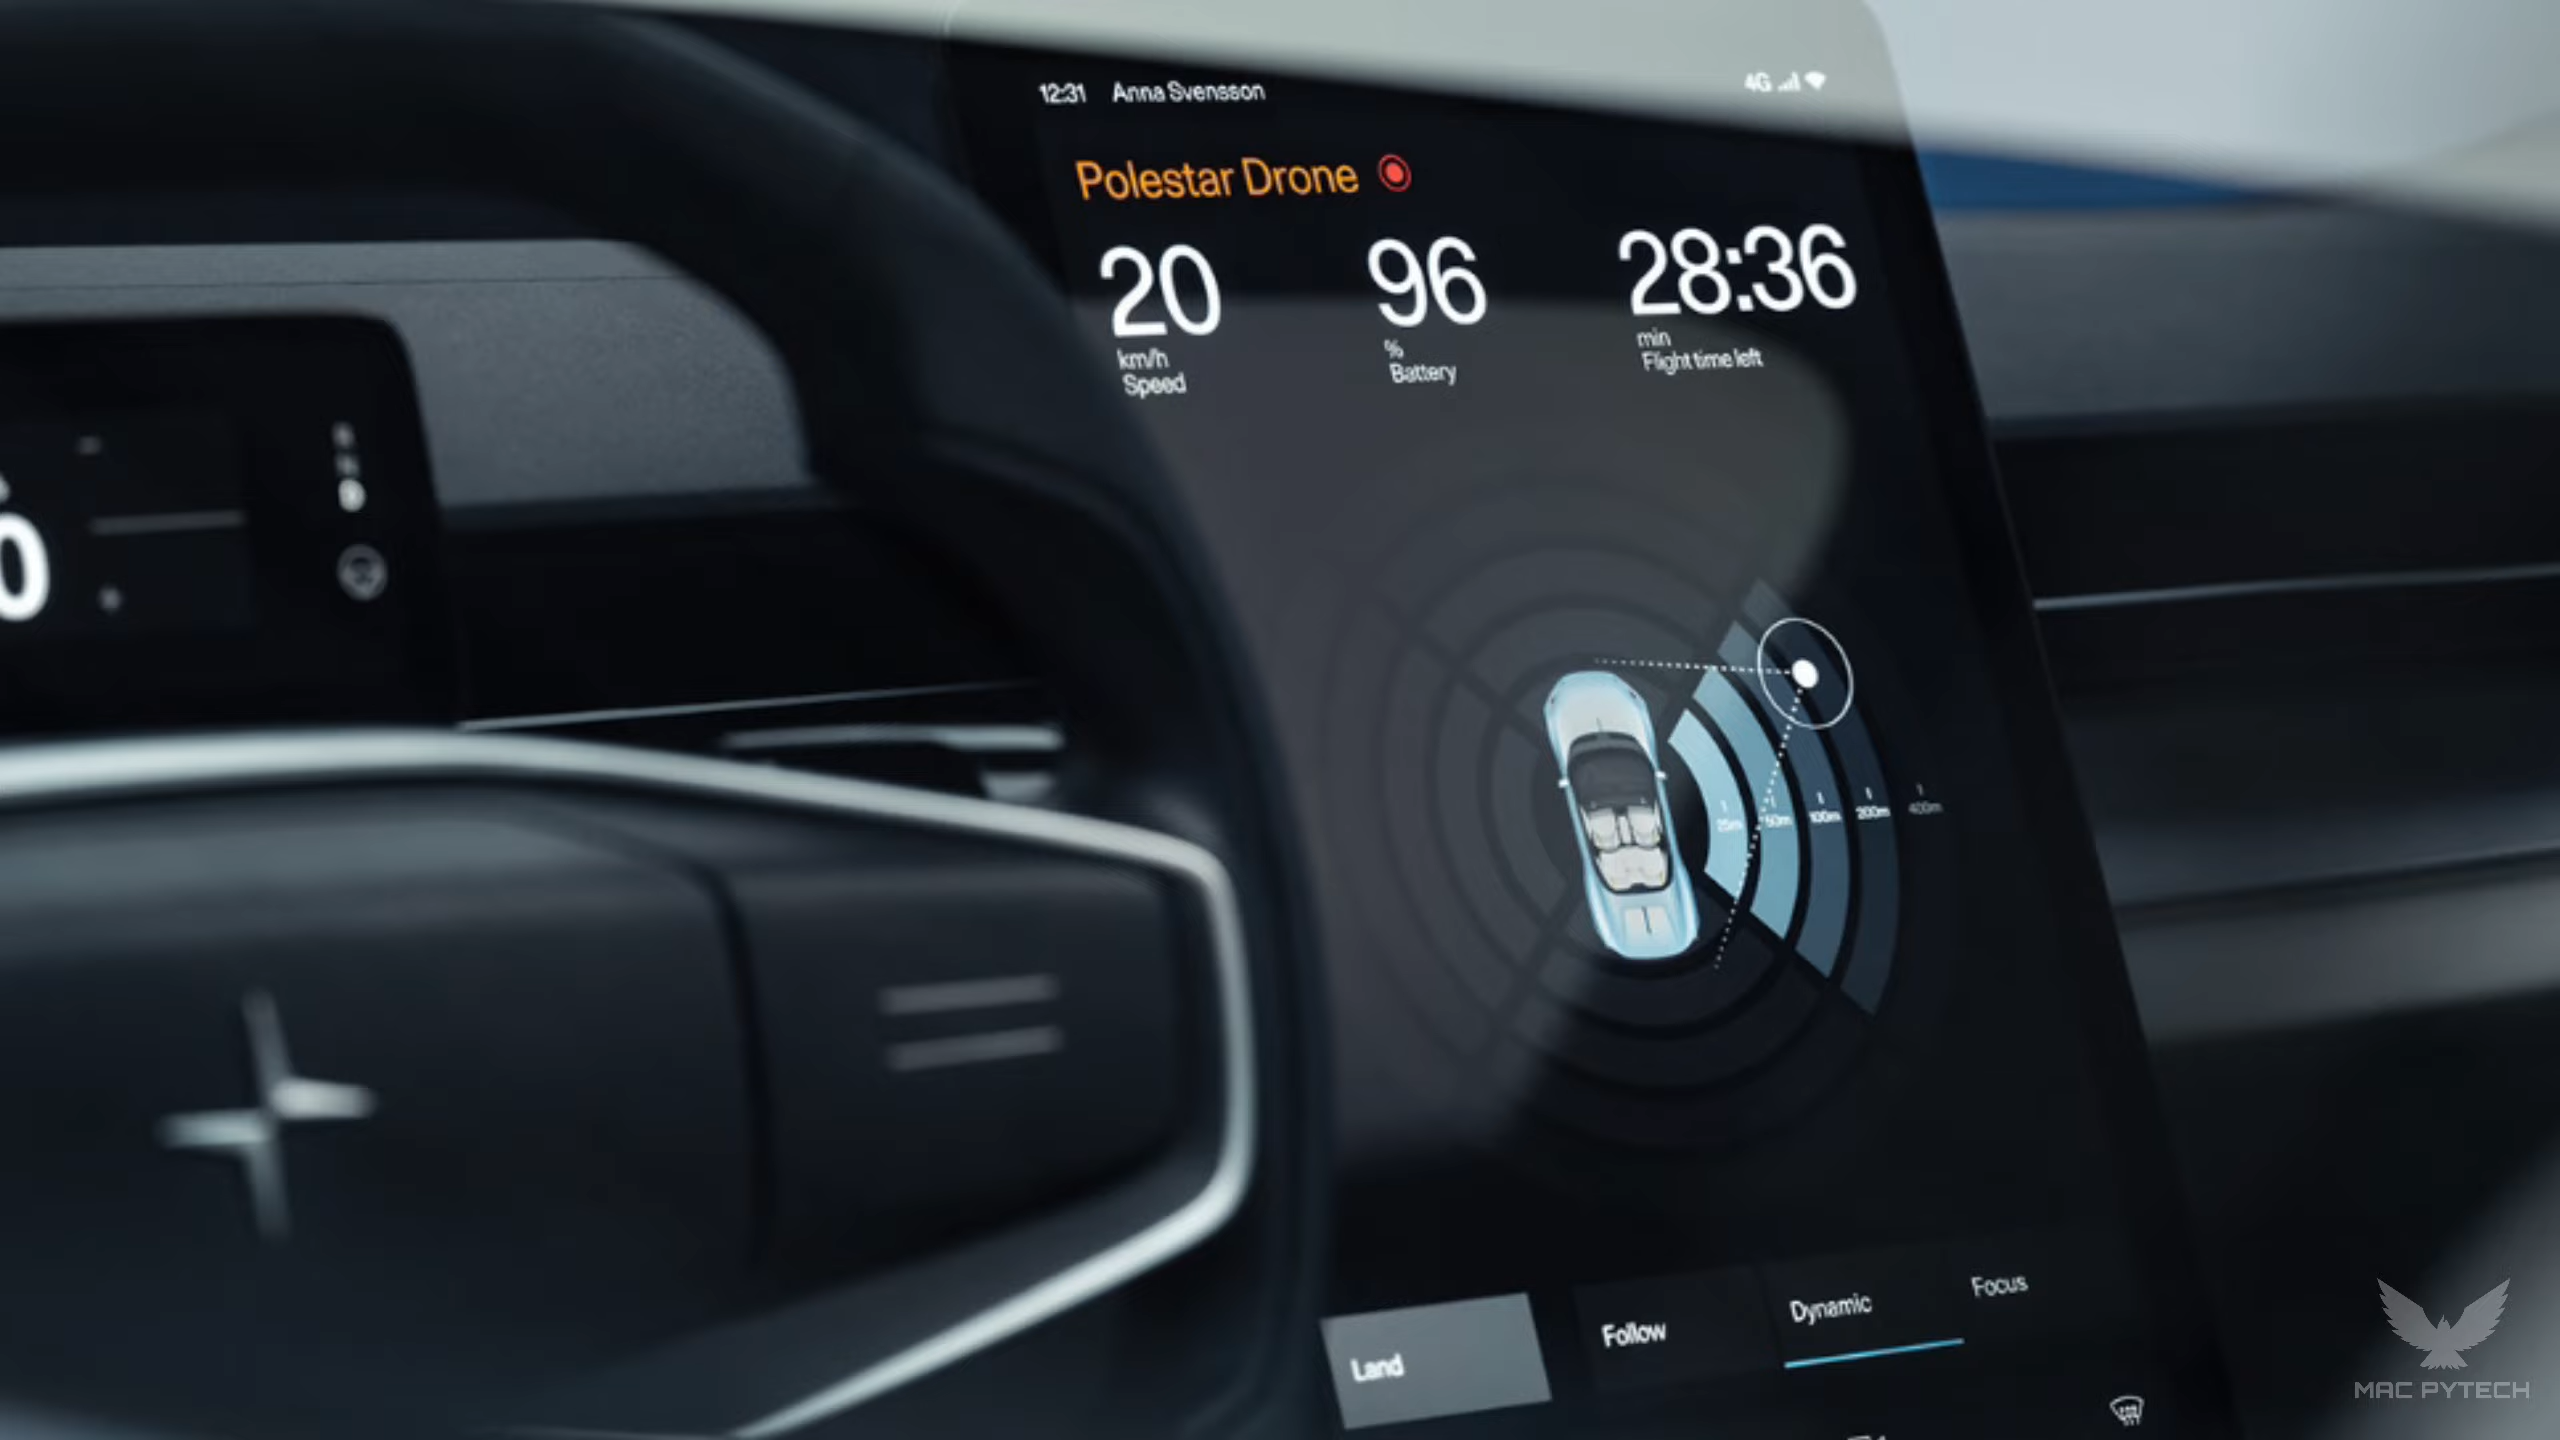 12:31 Anna Svensson 4G
Polestar Drone
20 96 28:36
km/h % min
Speed Battery Flight time left
25m 50m 100m 200m 400m
Land Follow Dynamic Focus
MAC PYTECH